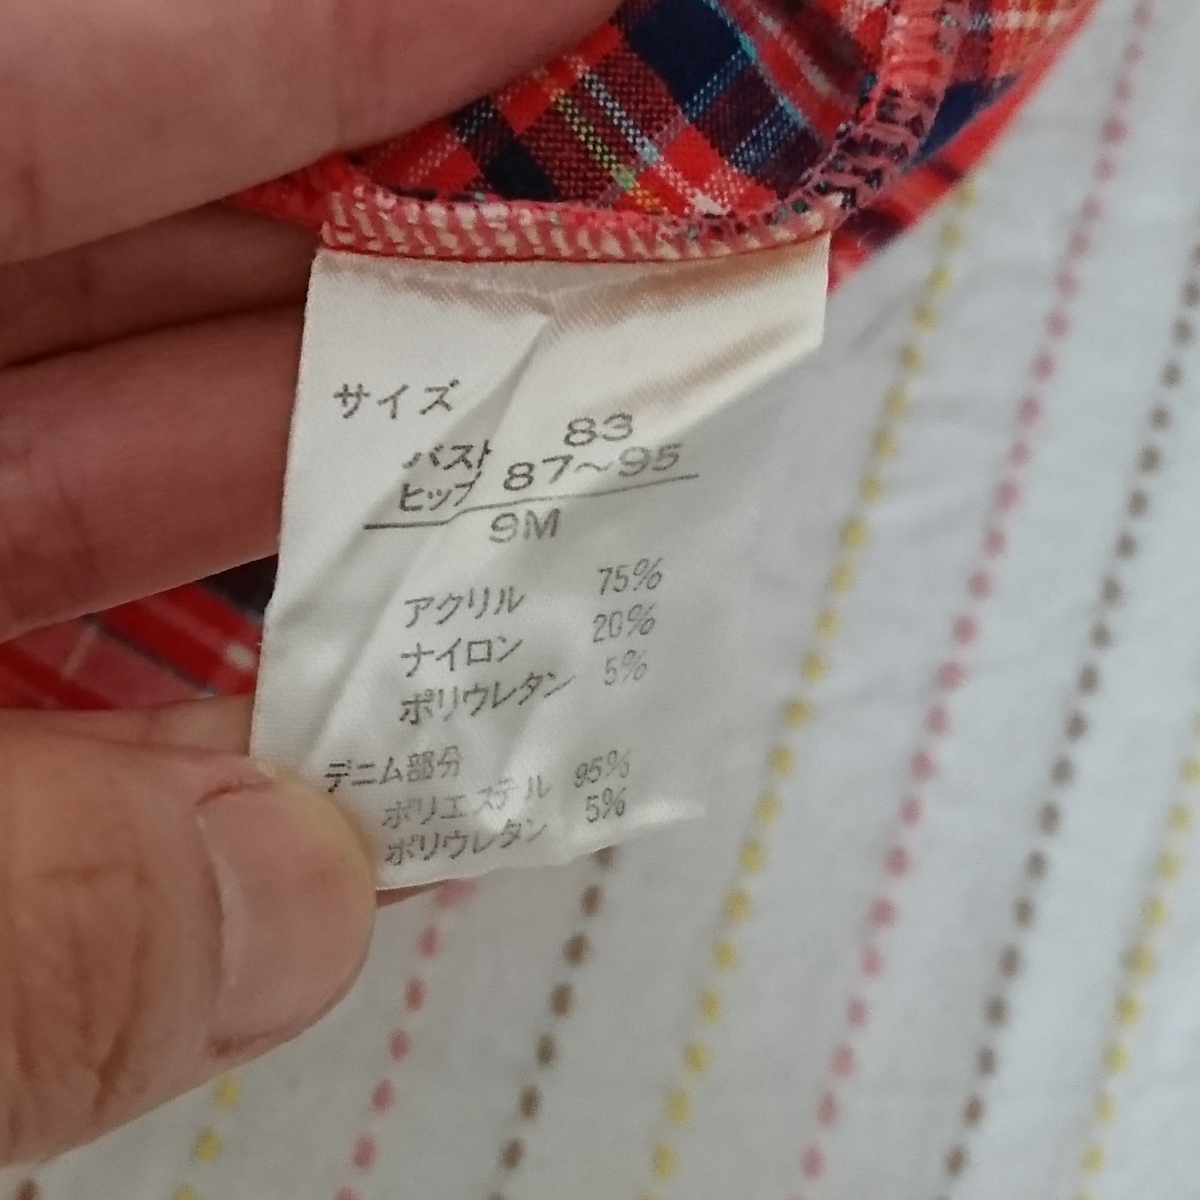 サイズ
バスト 83
ヒップ 87〜95
9M
アクリル 75%
ナイロン 20%
ポリウレタン 5%
デニム部分
ポリエステル 95%
ポリウレタン 5%